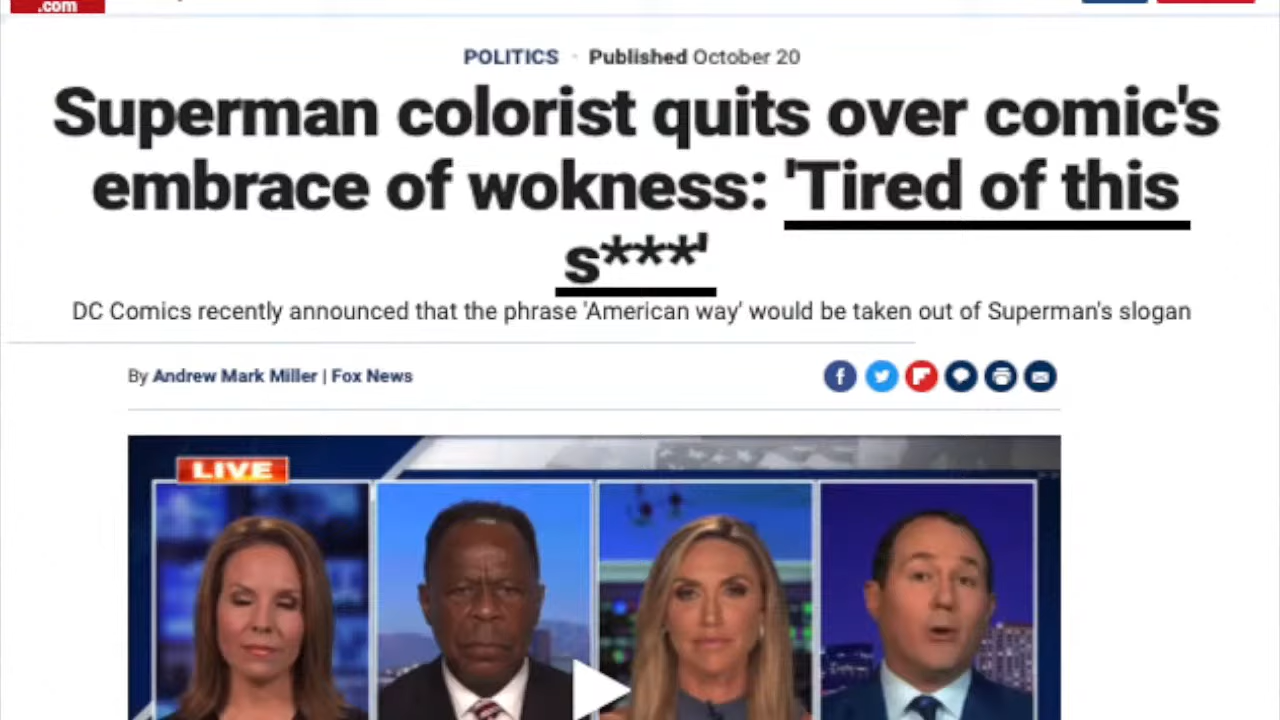 .com
POLITICS · Published October 20
Superman colorist quits over comic's
embrace of wokness: 'Tired of this
s***'
DC Comics recently announced that the phrase 'American way' would be taken out of Superman's slogan
By Andrew Mark Miller | Fox News
LIVE